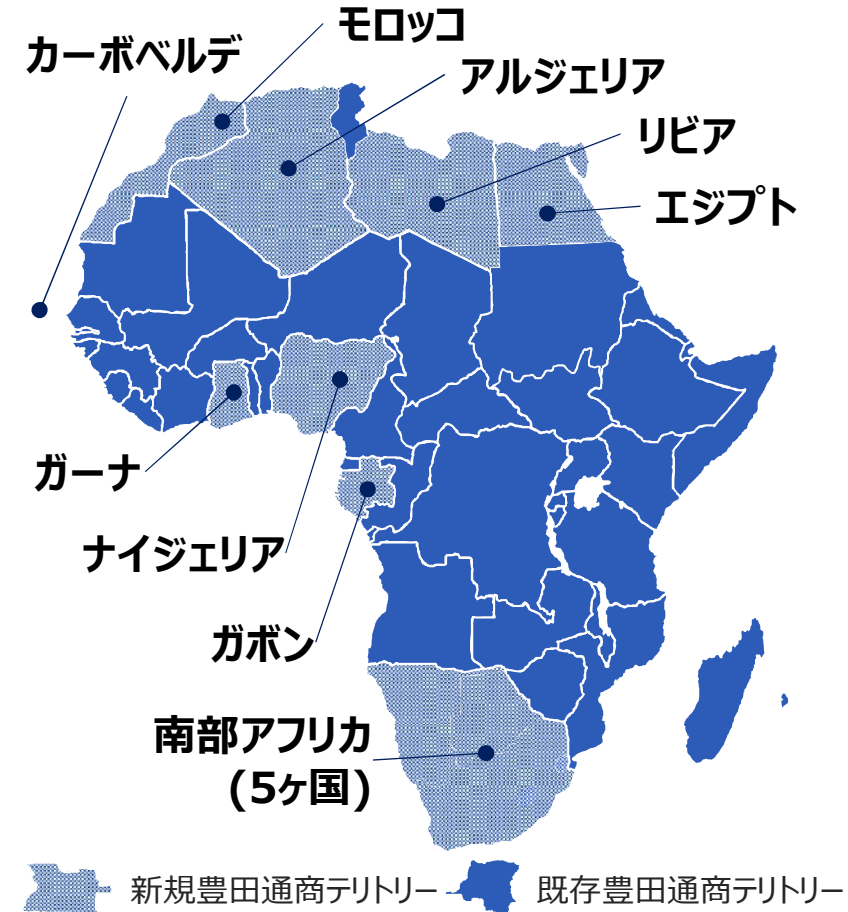 モロッコ
カーボベルデ
アルジェリア
リビア
エジプト
ガーナ
ナイジェリア
ガボン
南部アフリカ
(5ヶ国)
新規豊田通商テリトリー
既存豊田通商テリトリー